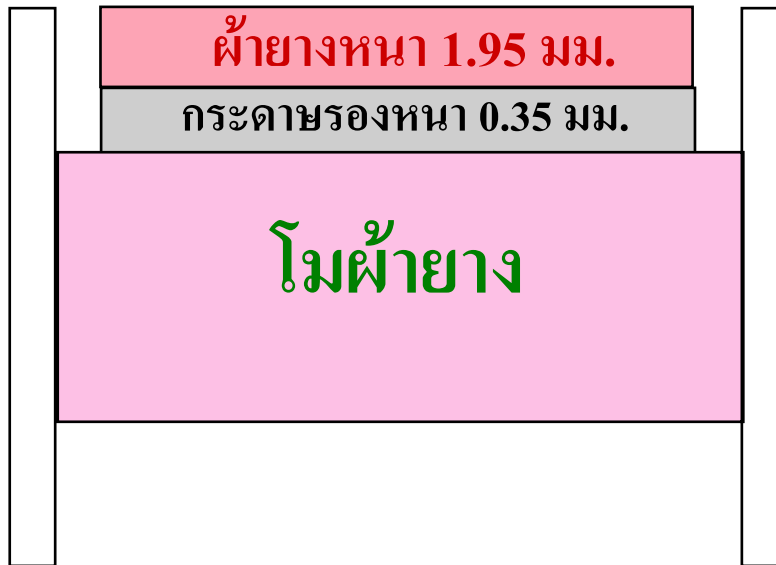 ผ้ายางหนา 1.95 มม.
กระดาษรองหนา 0.35 มม.
โมผ้ายาง